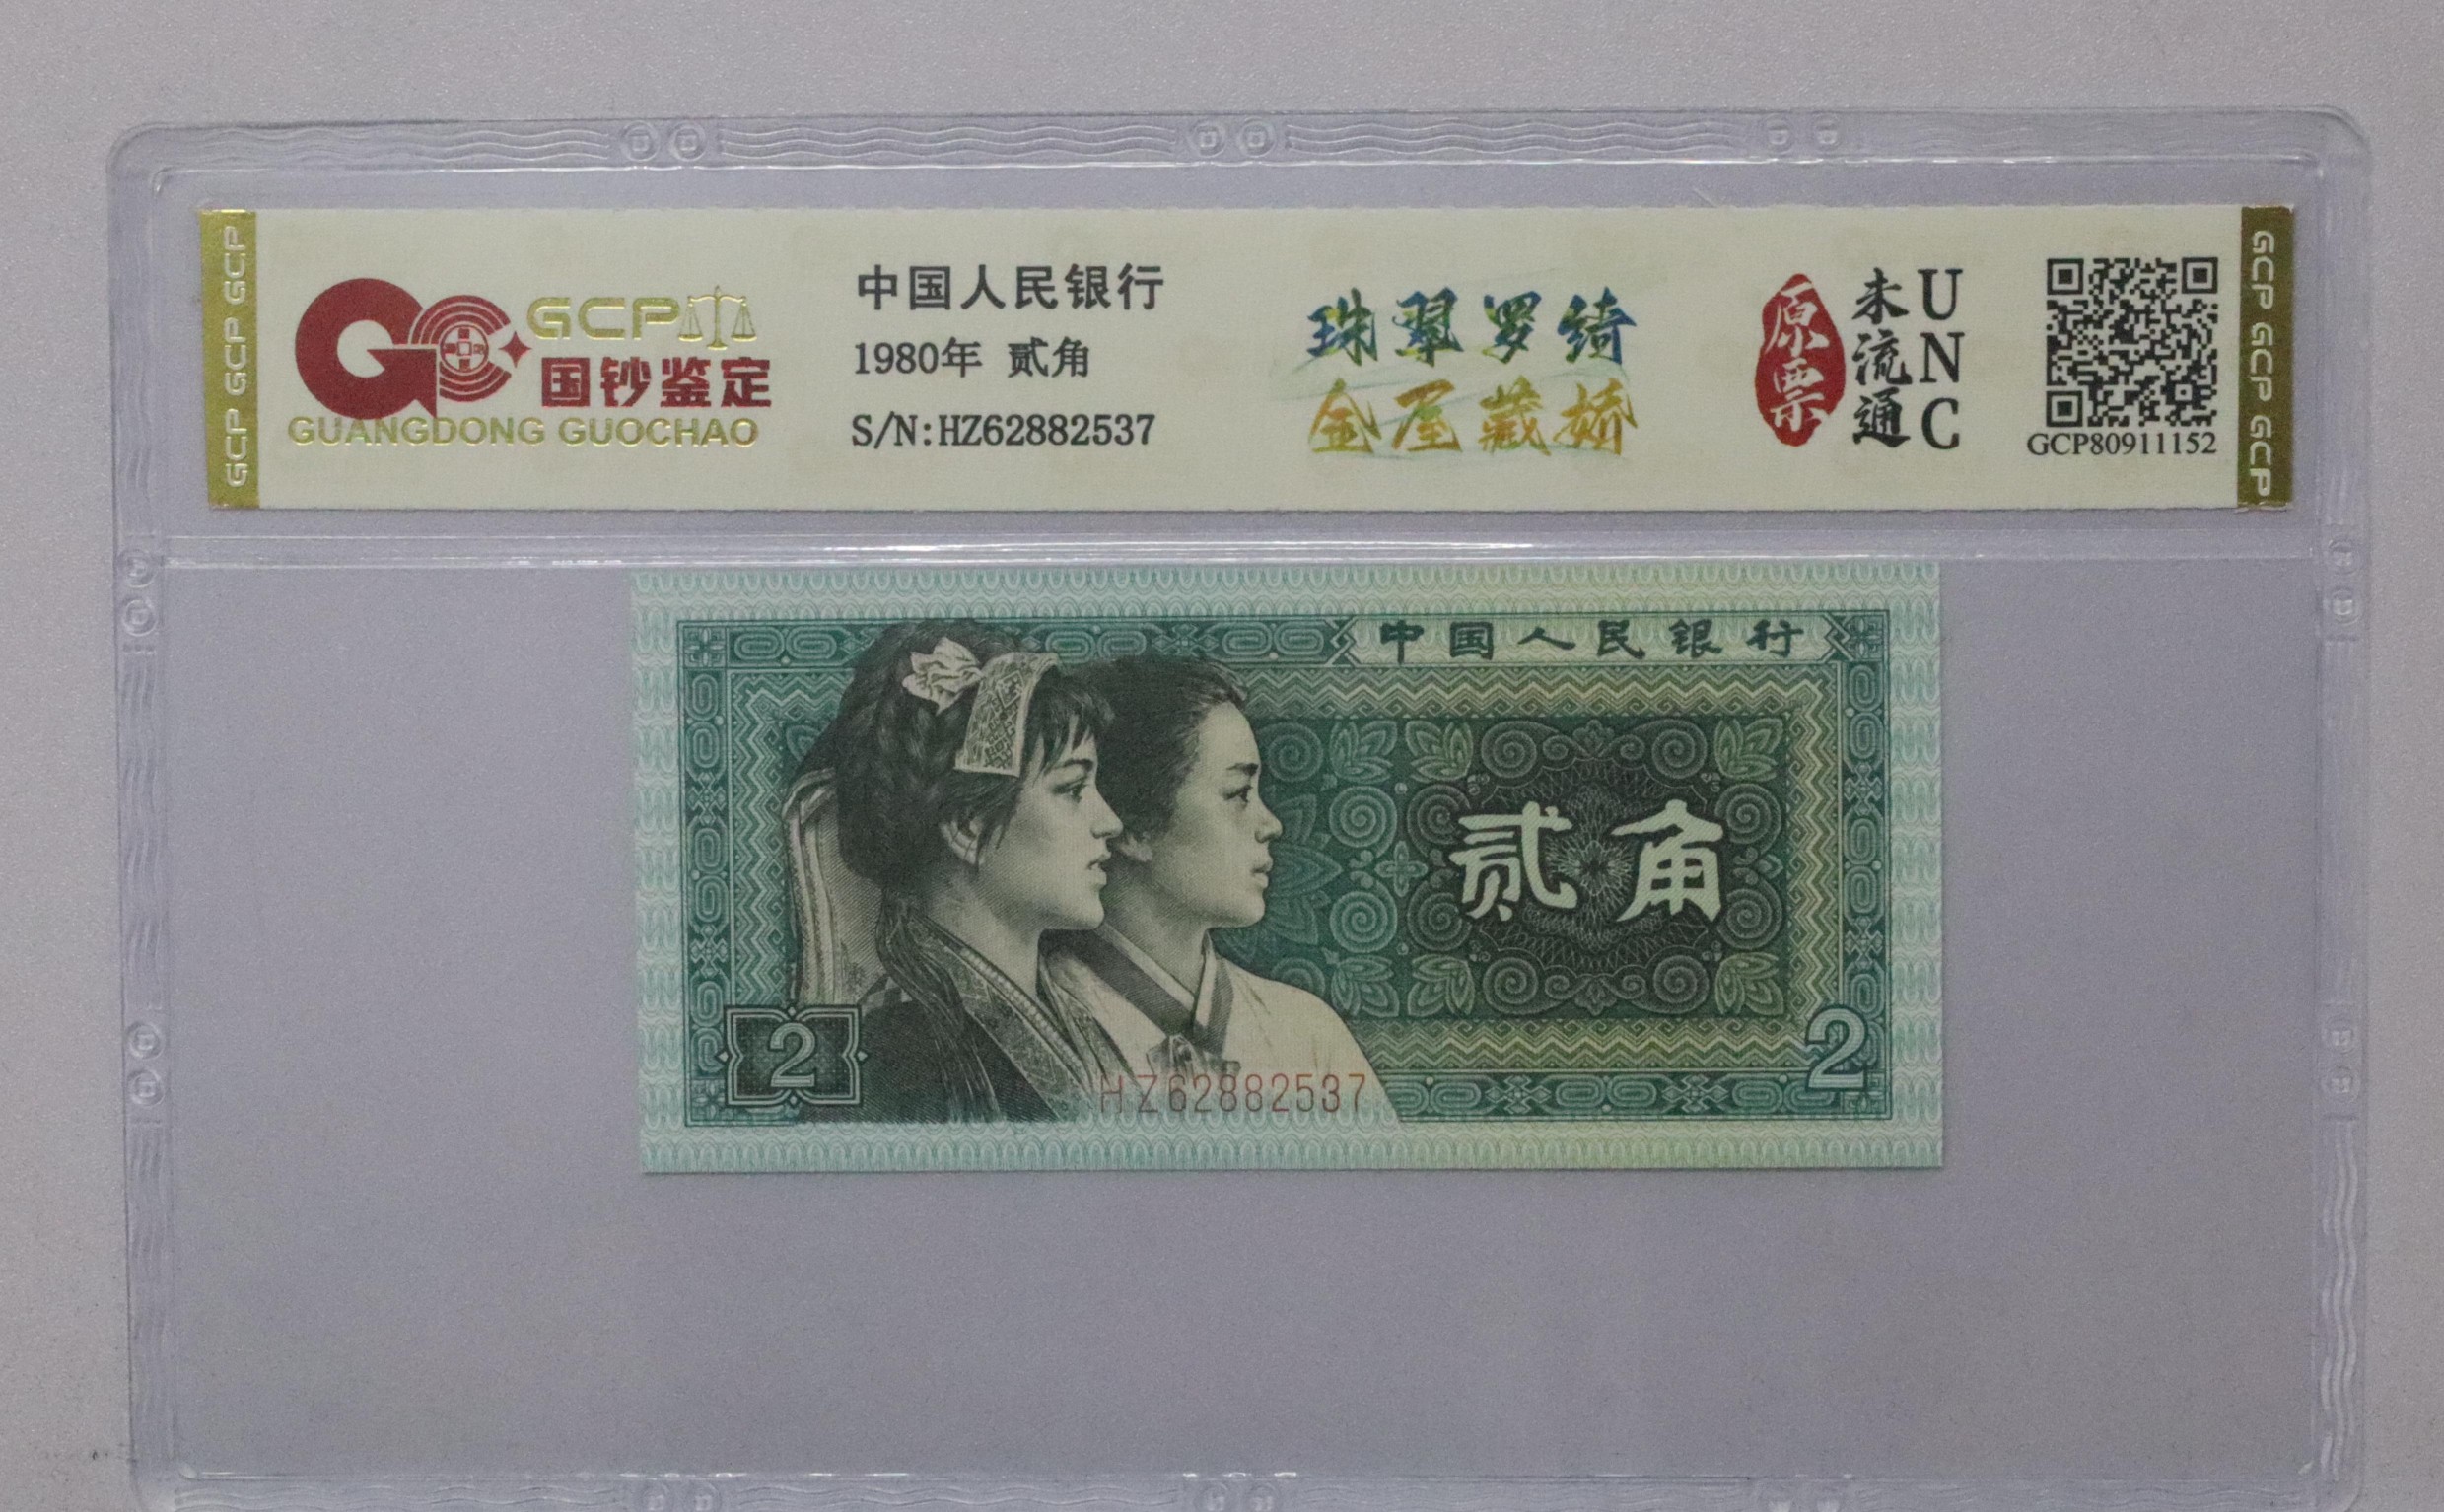 GCP GCP GCP
GCP
国钞鉴定
GUANGDONG GUOCHAO
中国人民银行
1980年 贰角
S/N:HZ62882537
珠翠罗绮
金屋藏娇
原票
未流通
UNC
GCP80911152
GCP GCP GCP
中国人民银行
贰角
2
2
HZ62882537